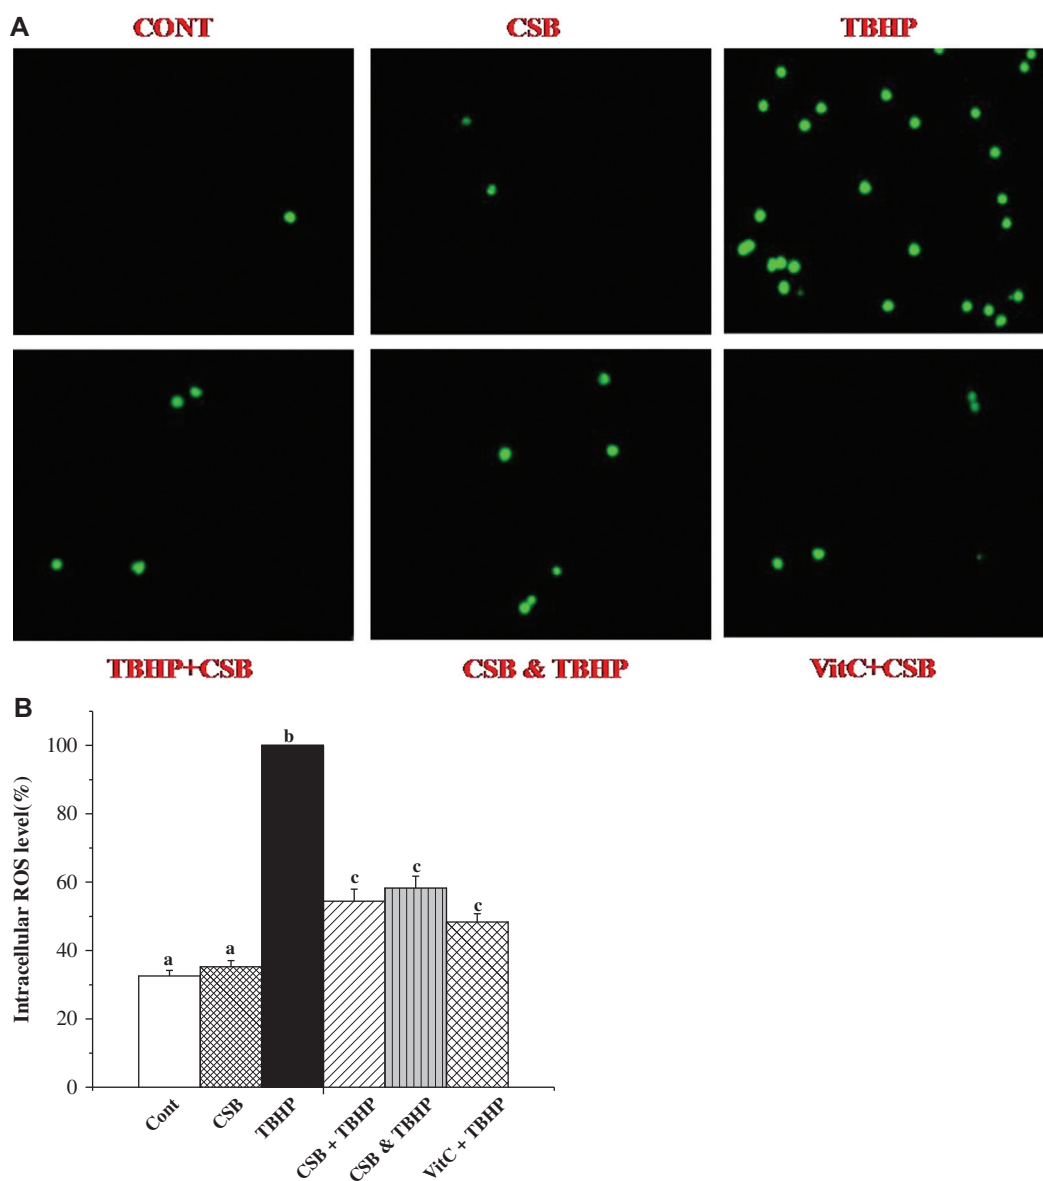 A
CONT
CSB
TBHP
TBHP+CSB
CSB & TBHP
VitC+CSB
B
Intracellular ROS level(%)
100
80
60
40
20
0
a
a
b
c
c
c
Cont
CSB
TBHP
CSB + TBHP
CSB & TBHP
VitC + TBHP